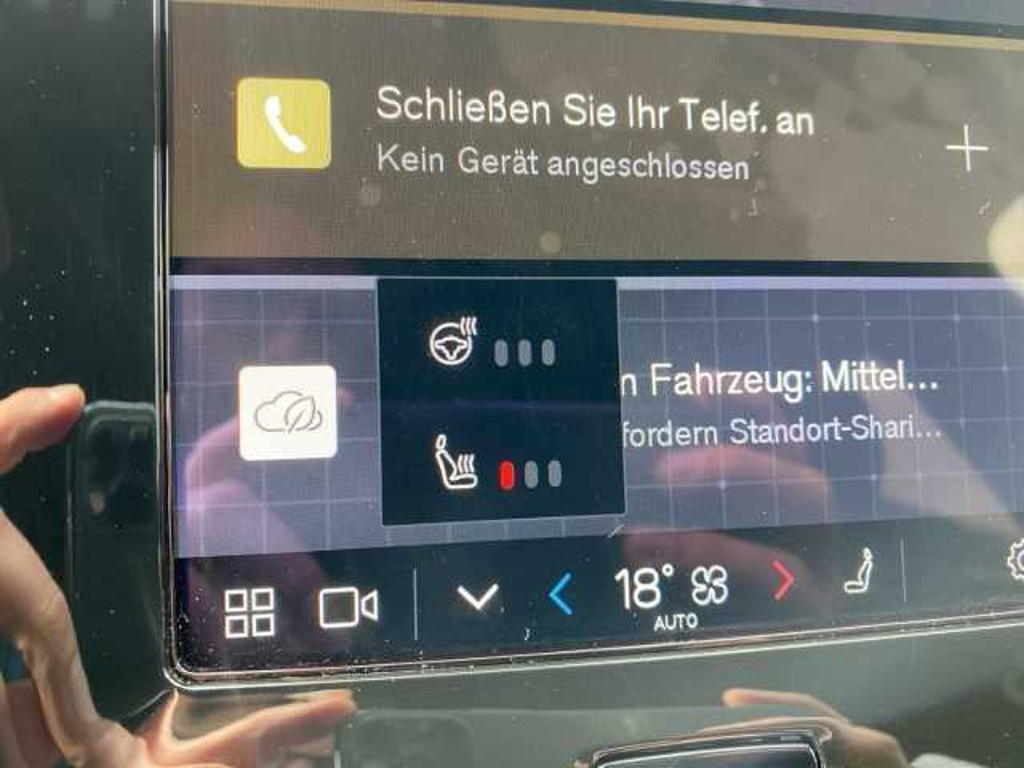 Schließen Sie Ihr Telef. an
Kein Gerät angeschlossen
n Fahrzeug: Mittel...
fordern Standort-Shari...
18°
AUTO